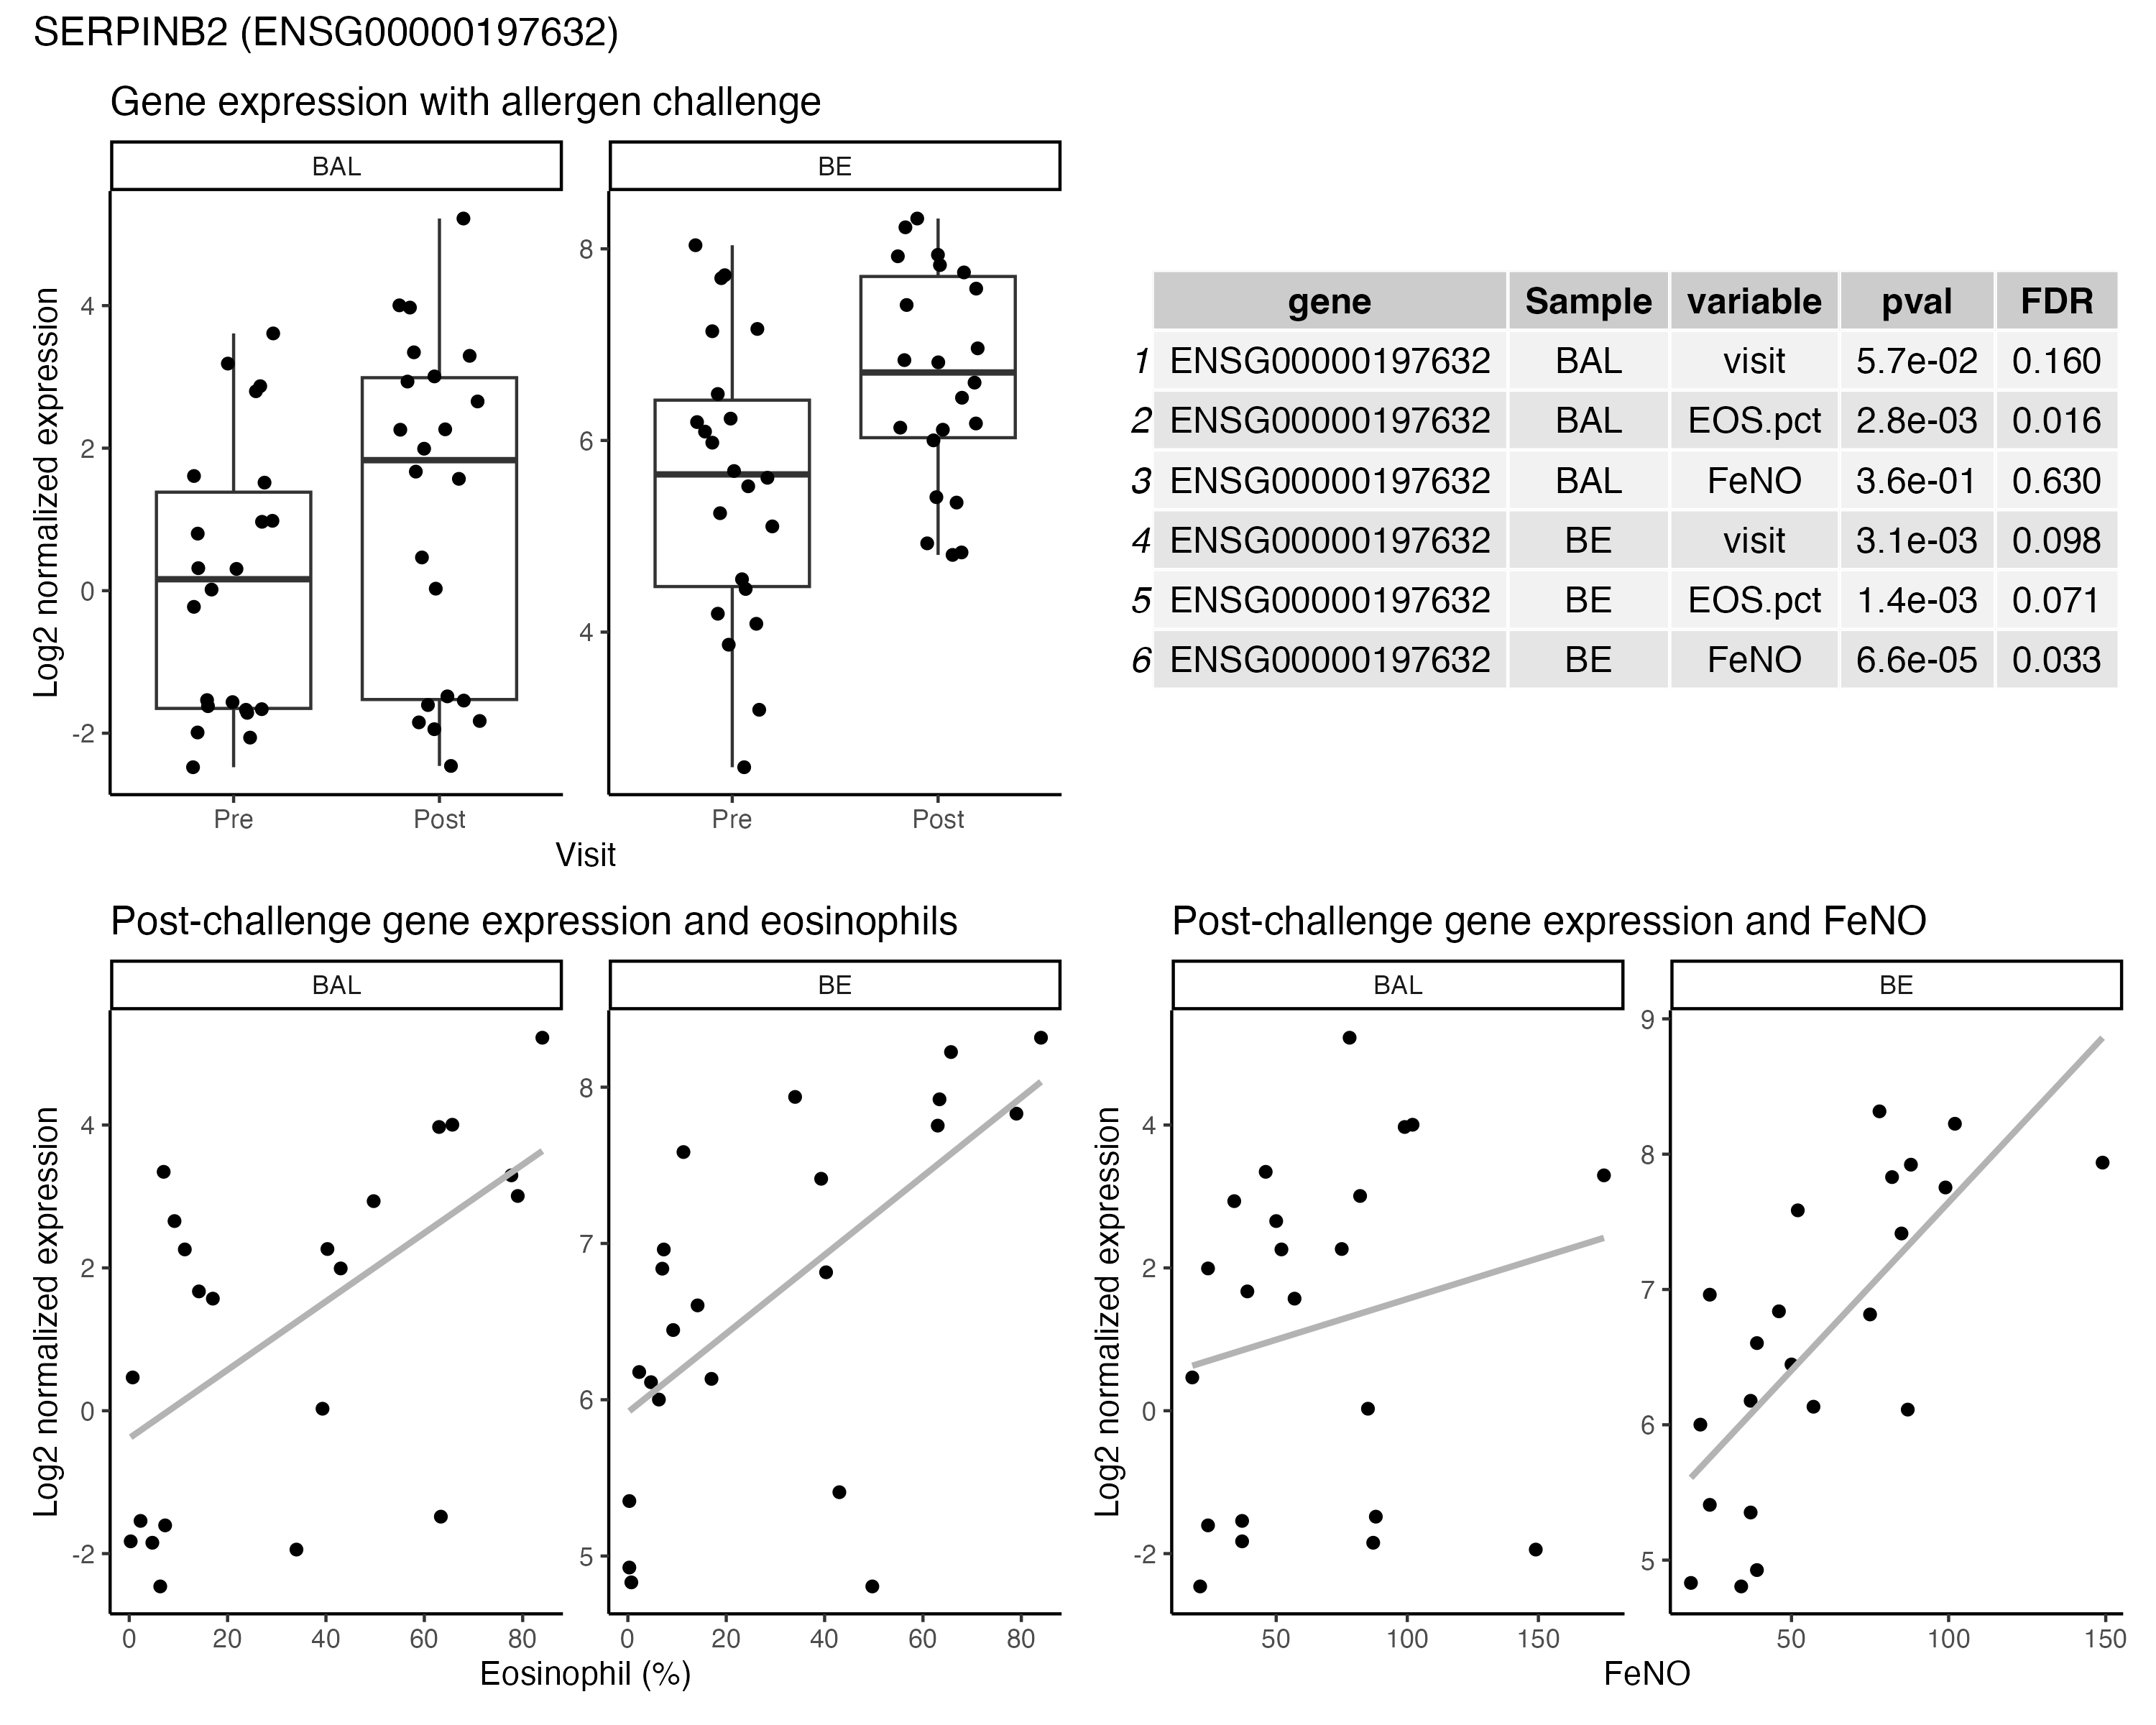 SERPINB2 (ENSG00000197632)
Gene expression with allergen challenge
BAL
BE
Log2 normalized expression
4
2
0
-2
8
6
4
Pre
Post
Pre
Post
Visit
gene Sample variable pval FDR
1 ENSG00000197632 BAL visit 5.7e-02 0.160
2 ENSG00000197632 BAL EOS.pct 2.8e-03 0.016
3 ENSG00000197632 BAL FeNO 3.6e-01 0.630
4 ENSG00000197632 BE visit 3.1e-03 0.098
5 ENSG00000197632 BE EOS.pct 1.4e-03 0.071
6 ENSG00000197632 BE FeNO 6.6e-05 0.033
Post-challenge gene expression and eosinophils
BAL
BE
Log2 normalized expression
4
2
0
-2
8
7
6
5
0 20 40 60 80
0 20 40 60 80
Eosinophil (%)
Post-challenge gene expression and FeNO
BAL
BE
Log2 normalized expression
4
2
0
-2
9
8
7
6
5
50 100 150
50 100 150
FeNO